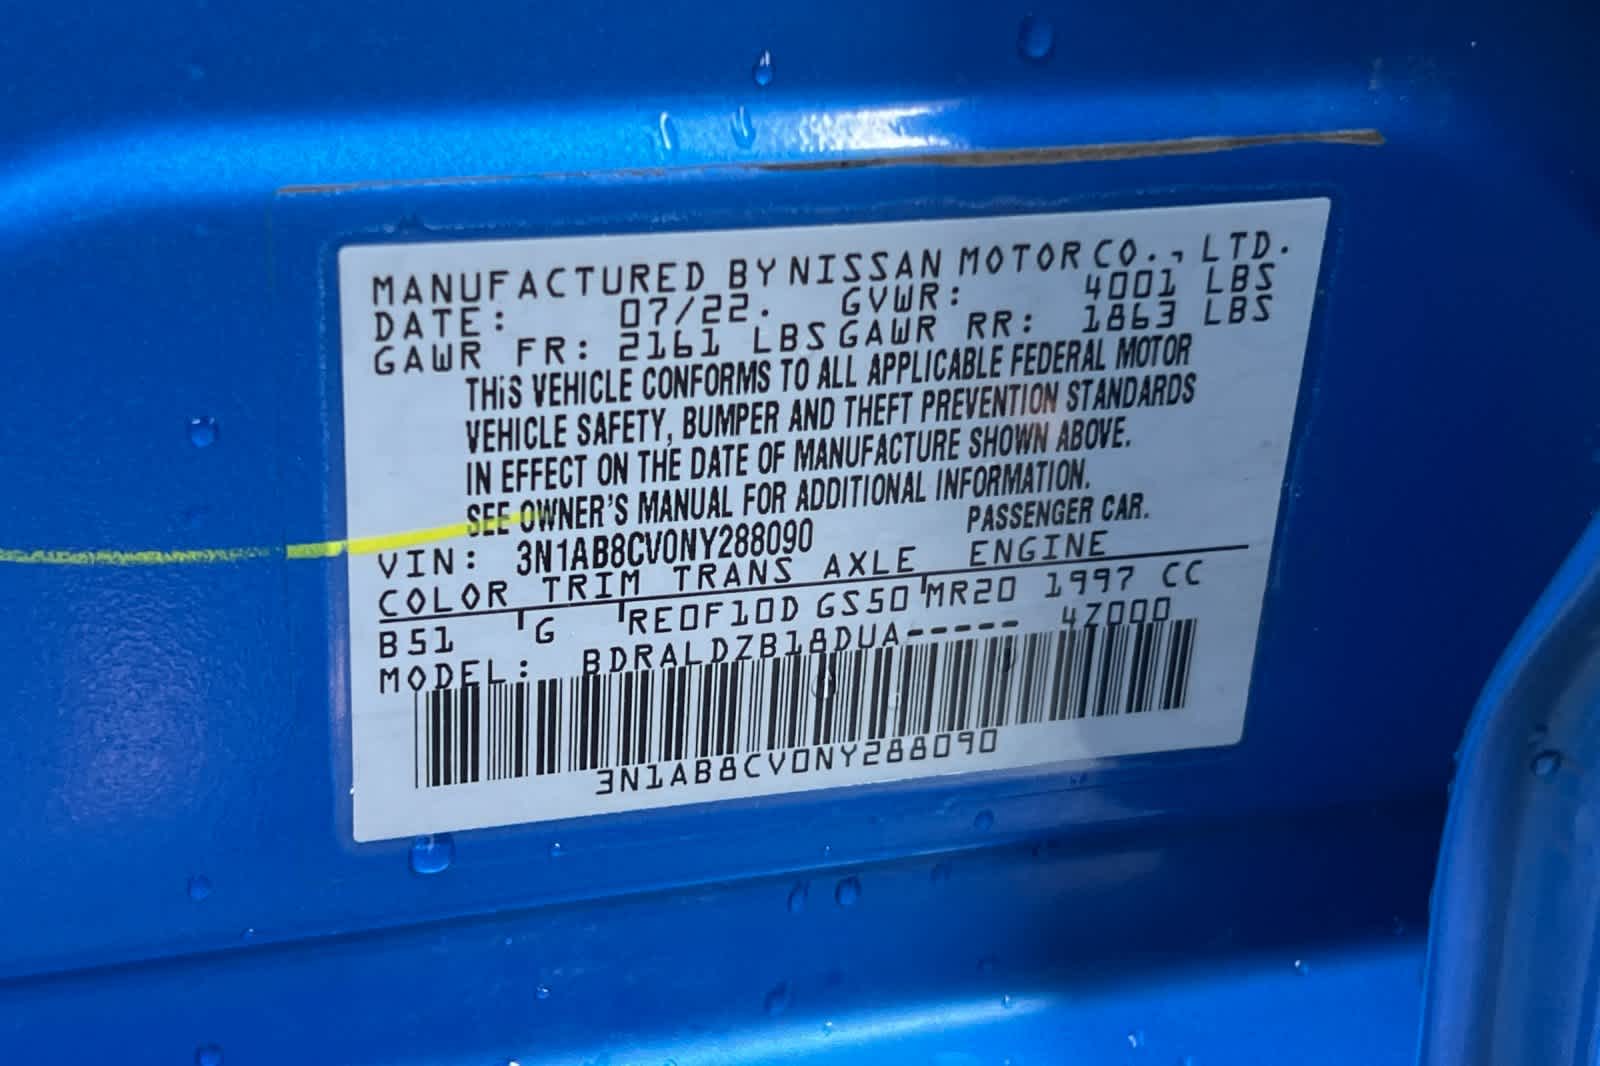 MANUFACTURED BY NISSAN MOTOR CO., LTD.
DATE: 07/22. GVWR: 4001 LBS
GAWR FR: 2161 LBS GAWR RR: 1863 LBS
THiS VEHICLE CONFORMS TO ALL APPLICABLE FEDERAL MOTOR
VEHICLE SAFETY, BUMPER AND THEFT PREVENTION STANDARDS
IN EFFECT ON THE DATE OF MANUFACTURE SHOWN ABOVE.
SEE OWNER'S MANUAL FOR ADDITIONAL INFORMATION.
VIN: 3N1AB8CV0NY288090 PASSENGER CAR.
COLOR TRIM TRANS AXLE ENGINE
B51 G RE0F10D GS50 MR20 1997 CC
MODEL: BDRALDZB18DUA----- 4Z000
3N1AB8CV0NY288090